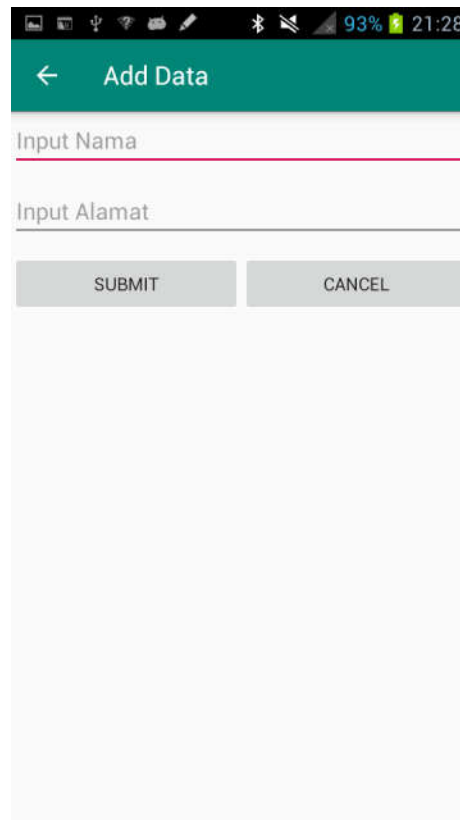 93% 21:28
Add Data
Input Nama
Input Alamat
SUBMIT CANCEL